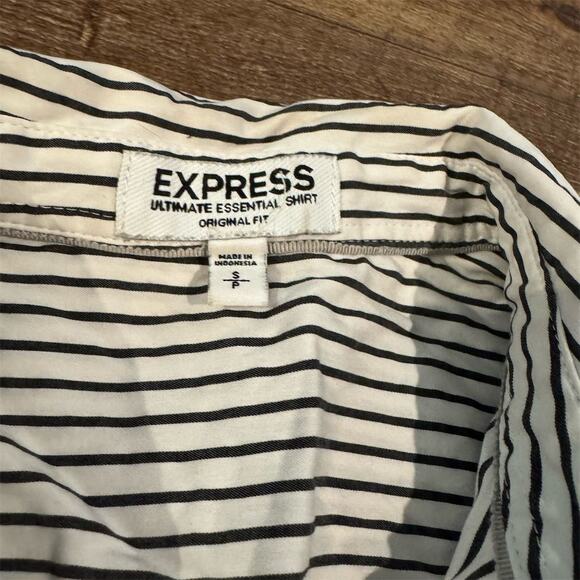 EXPRESS
ULTIMATE ESSENTIAL SHIRT
ORIGINAL FIT
MADE IN
INDONESIA
S
P